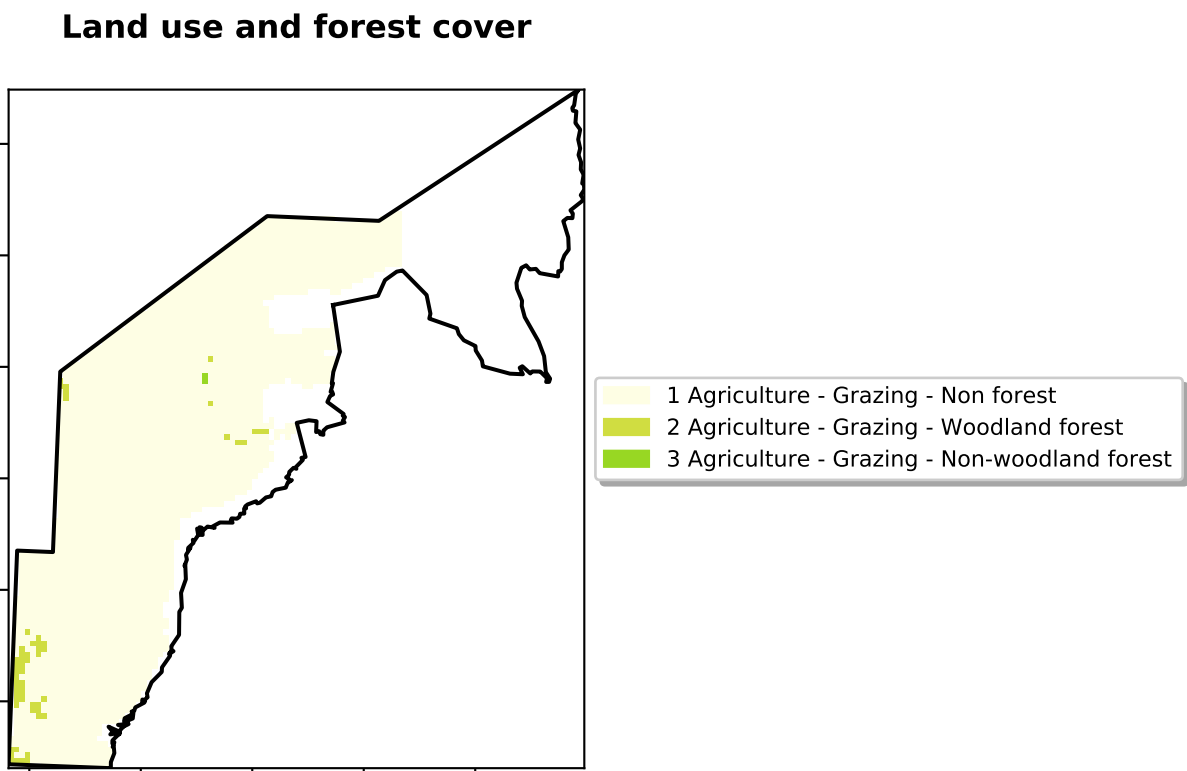 Land use and forest cover
1 Agriculture - Grazing - Non forest
2 Agriculture - Grazing - Woodland forest
3 Agriculture - Grazing - Non-woodland forest